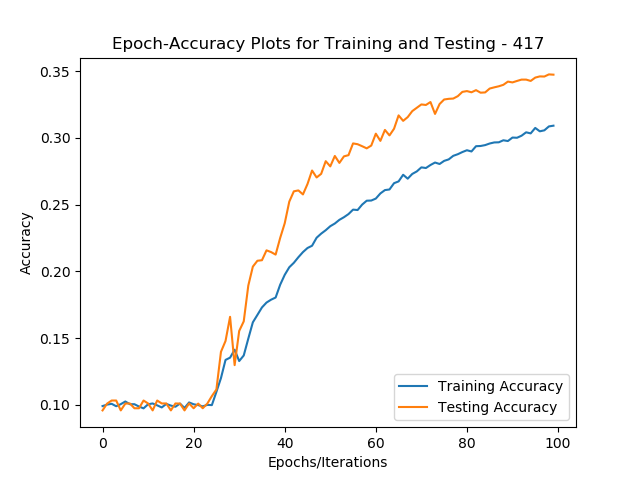 Epoch-Accuracy Plots for Training and Testing - 417
0.35
0.30
0.25
0.20
0.15
0.10
Accuracy
0
20
40
60
80
100
Epochs/Iterations
Training Accuracy
Testing Accuracy